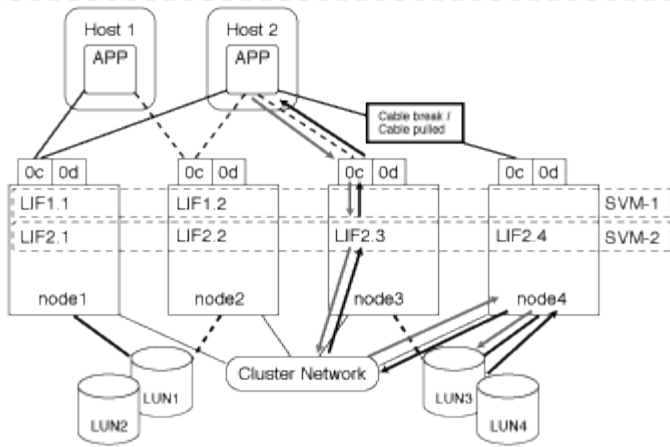 Host 1
Host 2
APP
APP
Cable break /
Cable pulled
0c 0d
0c 0d
0c 0d
0c 0d
LIF1.1
LIF1.2
SVM-1
LIF2.1
LIF2.2
LIF2.3
LIF2.4
SVM-2
node1
node2
node3
node4
Cluster Network
LUN1
LUN3
LUN2
LUN4